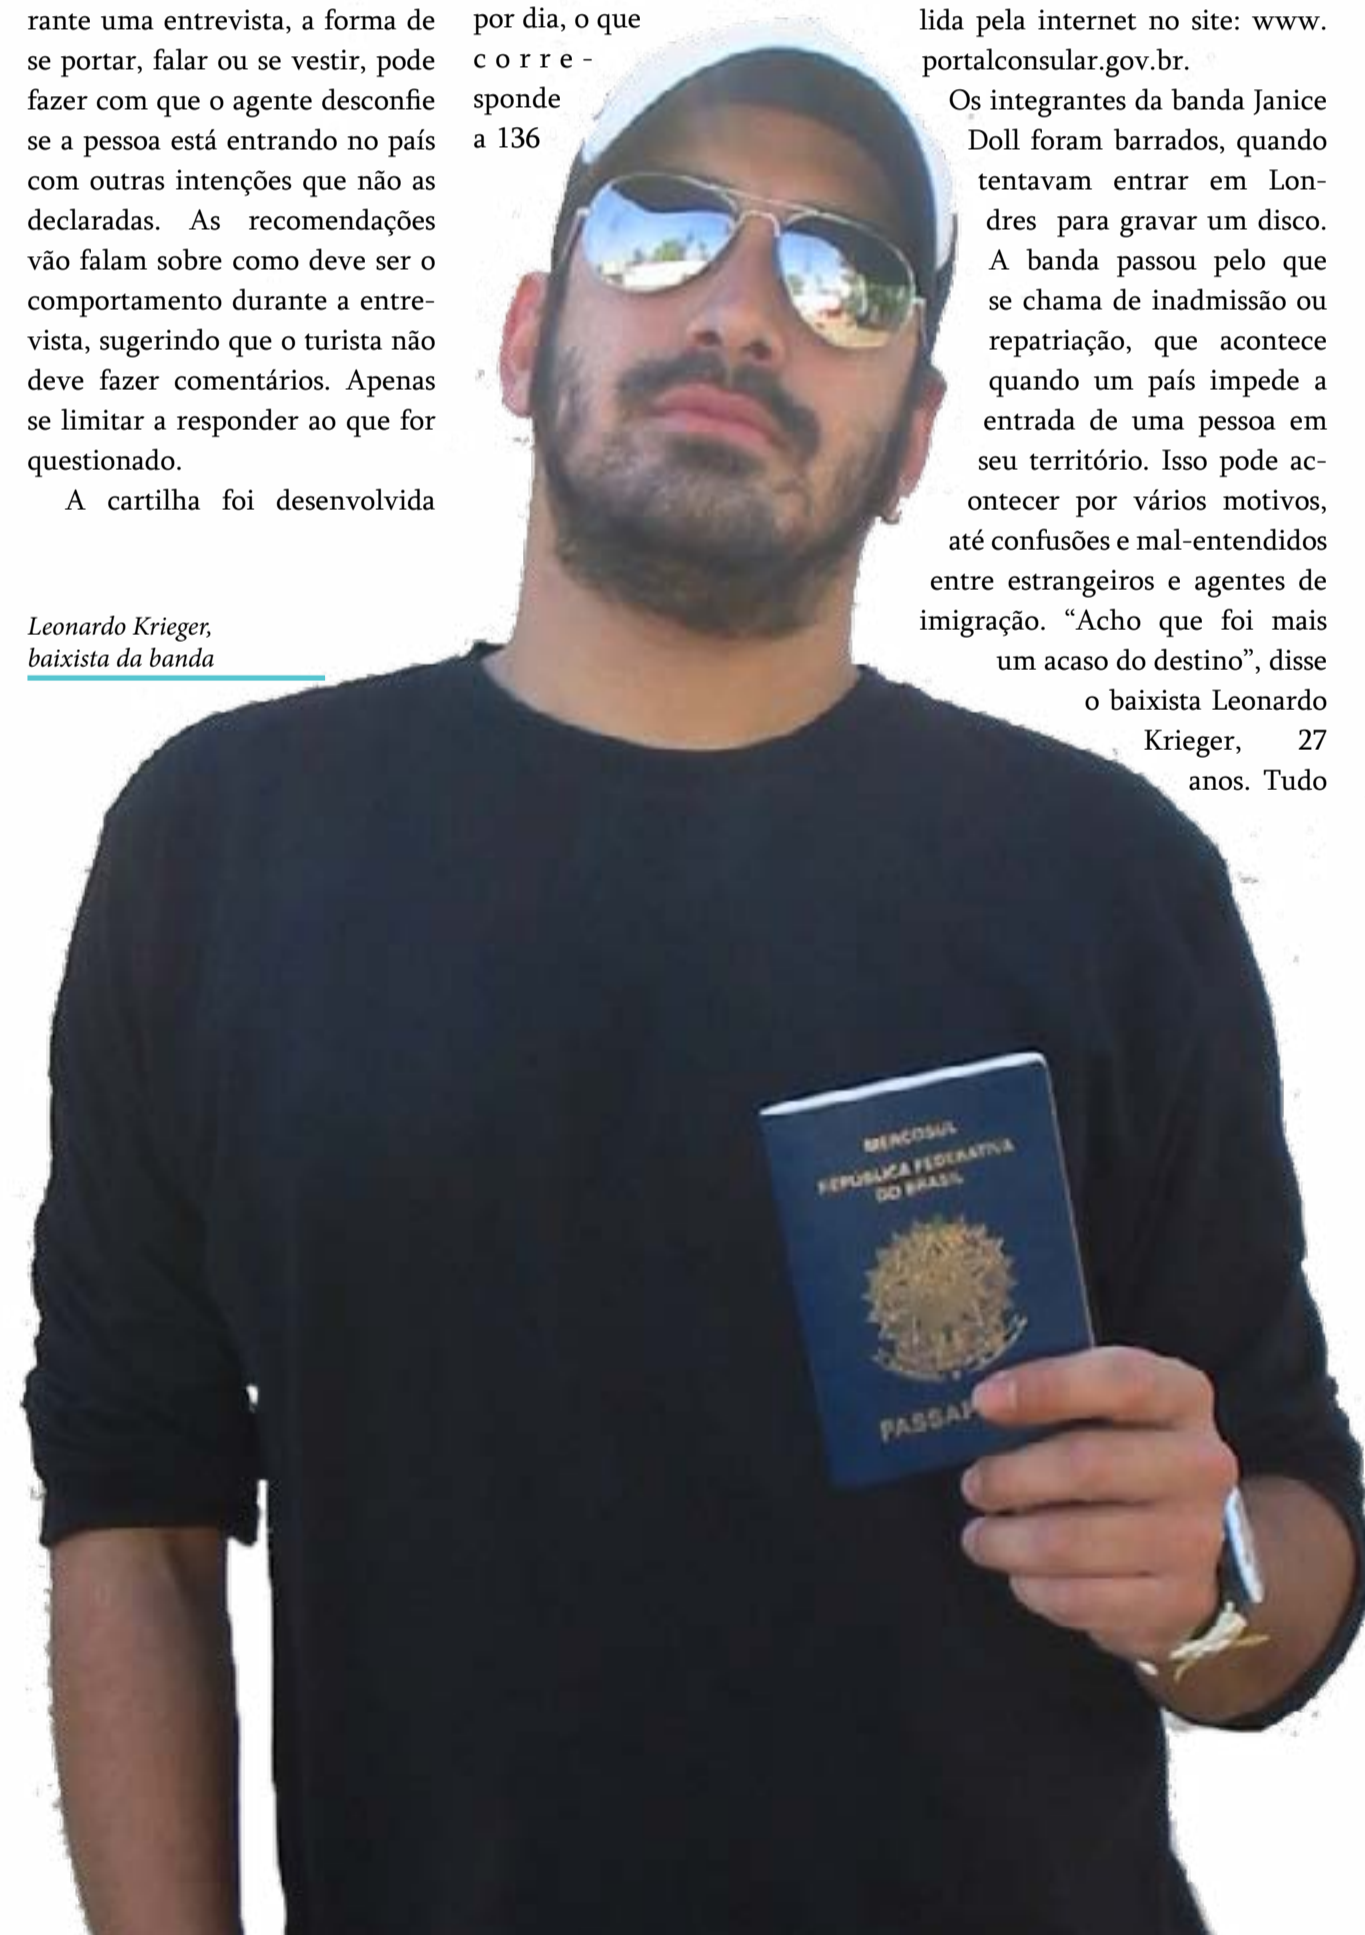 rante uma entrevista, a forma de
se portar, falar ou se vestir, pode
fazer com que o agente desconfie
se a pessoa está entrando no país
com outras intenções que não as
declaradas. As recomendações
vão falam sobre como deve ser o
comportamento durante a entre-
vista, sugerindo que o turista não
deve fazer comentários. Apenas
se limitar a responder ao que for
questionado.
A cartilha foi desenvolvida
Leonardo Krieger,
baixista da banda
por dia, o que
corre-
sponde
a 136
lida pela internet no site: www.
portalconsular.gov.br.
Os integrantes da banda Janice
Doll foram barrados, quando
tentavam entrar em Lon-
dres para gravar um disco.
A banda passou pelo que
se chama de inadmissão ou
repatriação, que acontece
quando um país impede a
entrada de uma pessoa em
seu território. Isso pode ac-
ontecer por vários motivos,
até confusões e mal-entendidos
entre estrangeiros e agentes de
imigração. “Acho que foi mais
um acaso do destino”, disse
o baixista Leonardo
Krieger, 27
anos. Tudo
MERCOSUL
REPÚBLICA FEDERATIVA
DO BRASIL
PASSAP